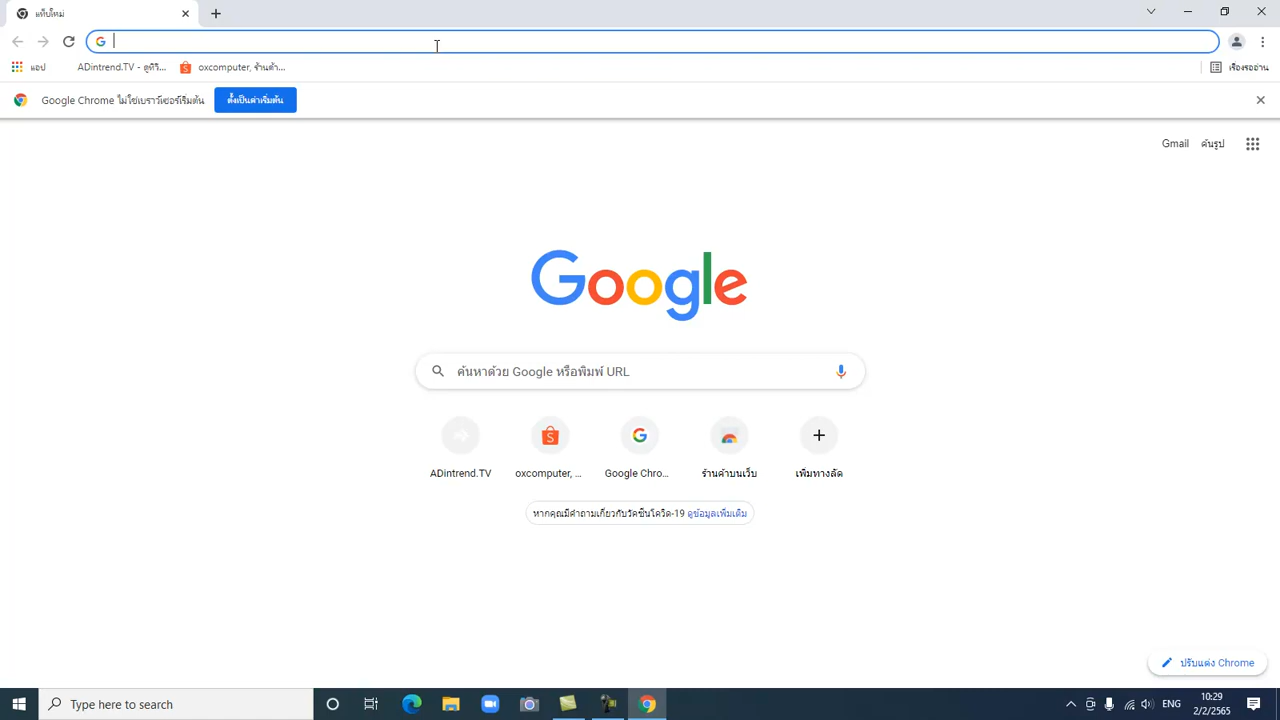 แท็บใหม่
แอป
ADintrend.TV - ดูทีวี...
oxcomputer, ร้านค้า...
เรื่องรออ่าน
Google Chrome ไม่ใช่เบราว์เซอร์เริ่มต้น
ตั้งเป็นค่าเริ่มต้น
Gmail
ค้นรูป
Google
ค้นหาด้วย Google หรือพิมพ์ URL
ADintrend.TV
oxcomputer, ...
Google Chro...
ร้านค้าบนเว็บ
เพิ่มทางลัด
หากคุณมีคำถามเกี่ยวกับวัคซีนโควิด-19 ดูข้อมูลเพิ่มเติม
ปรับแต่ง Chrome
Type here to search
ENG
10:29
2/2/2565